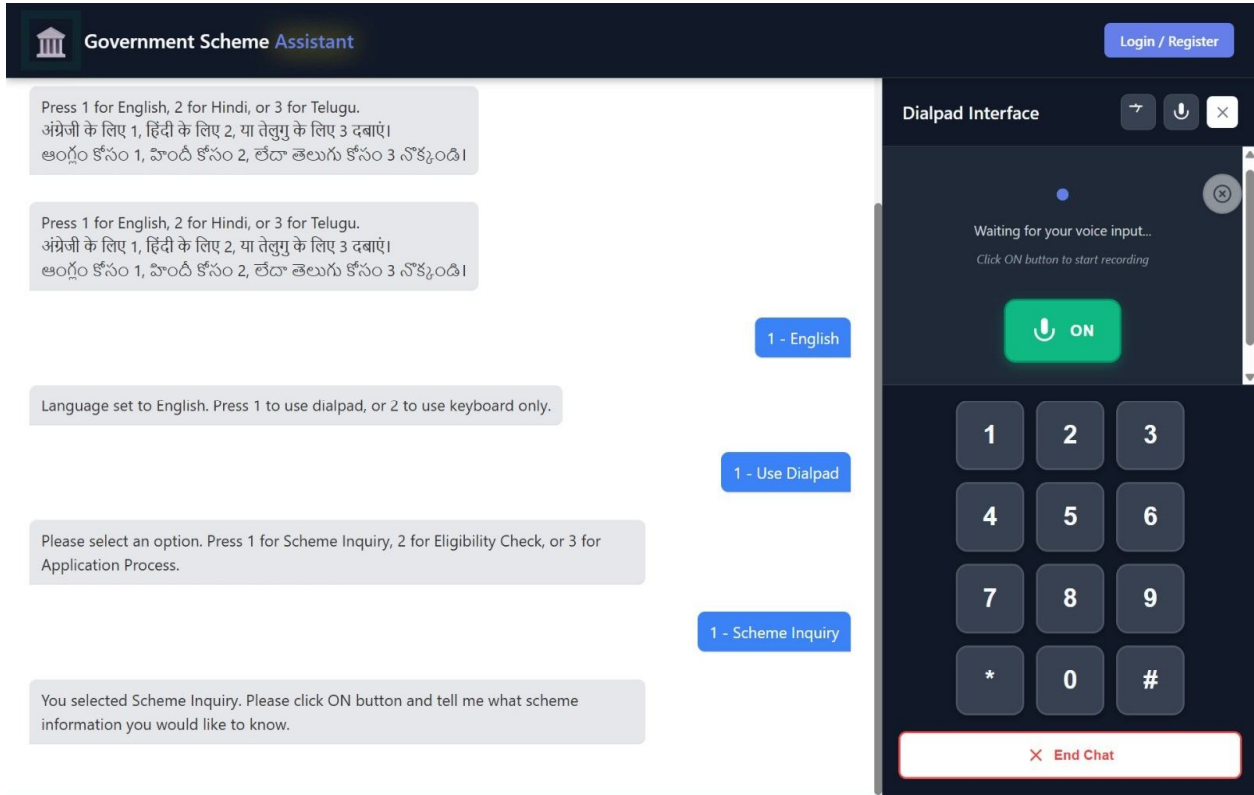 Government Scheme Assistant
Login / Register
Press 1 for English, 2 for Hindi, or 3 for Telugu.
अंग्रेजी के लिए 1, हिंदी के लिए 2, या तेलुगु के लिए 3 दबाएं।
ఆంగ్లం కోసం 1, హిందీ కోసం 2, లేదా తెలుగు కోసం 3 నొక్కండి।
Press 1 for English, 2 for Hindi, or 3 for Telugu.
अंग्रेजी के लिए 1, हिंदी के लिए 2, या तेलुगु के लिए 3 दबाएं।
ఆంగ్లం కోసం 1, హిందీ కోసం 2, లేదా తెలుగు కోసం 3 నొక్కండి।
1 - English
Language set to English. Press 1 to use dialpad, or 2 to use keyboard only.
1 - Use Dialpad
Please select an option. Press 1 for Scheme Inquiry, 2 for Eligibility Check, or 3 for
Application Process.
1 - Scheme Inquiry
You selected Scheme Inquiry. Please click ON button and tell me what scheme
information you would like to know.
Dialpad Interface
Waiting for your voice input...
Click ON button to start recording
ON
1 2 3
4 5 6
7 8 9
* 0 #
End Chat